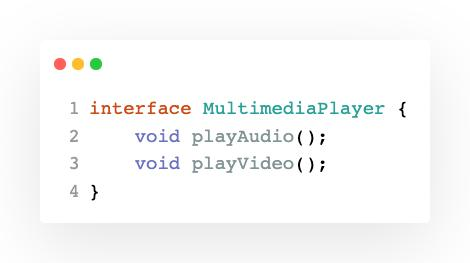 1 interface MultimediaPlayer {
2     void playAudio();
3     void playVideo();
4 }